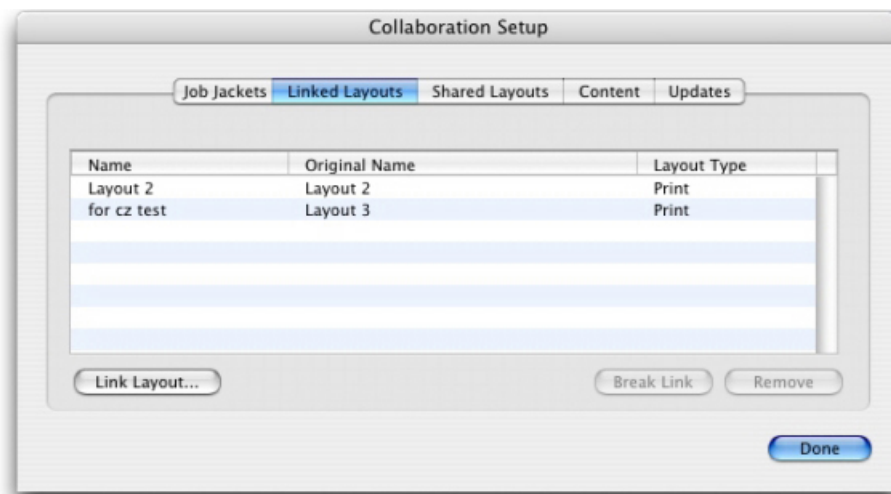 Collaboration Setup
Job Jackets Linked Layouts Shared Layouts Content Updates
Name Original Name Layout Type
Layout 2 Layout 2 Print
for cz test Layout 3 Print
Link Layout... Break Link Remove
Done